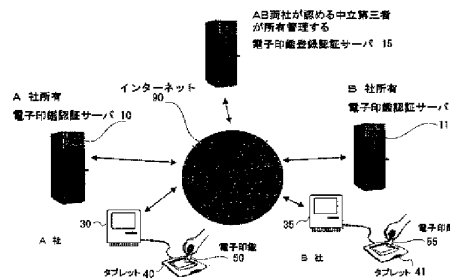 AB両社が認める中立第三者
が所有管理する
電子印鑑登録認証サーバ 15
インターネット
90
A 社所有
電子印鑑認証サーバ 10
B 社所有
電子印鑑認証サーバ
11
30
35
A 社
電子印鑑
50
タブレット 40
B 社
電子印鑑
55
タブレット 41